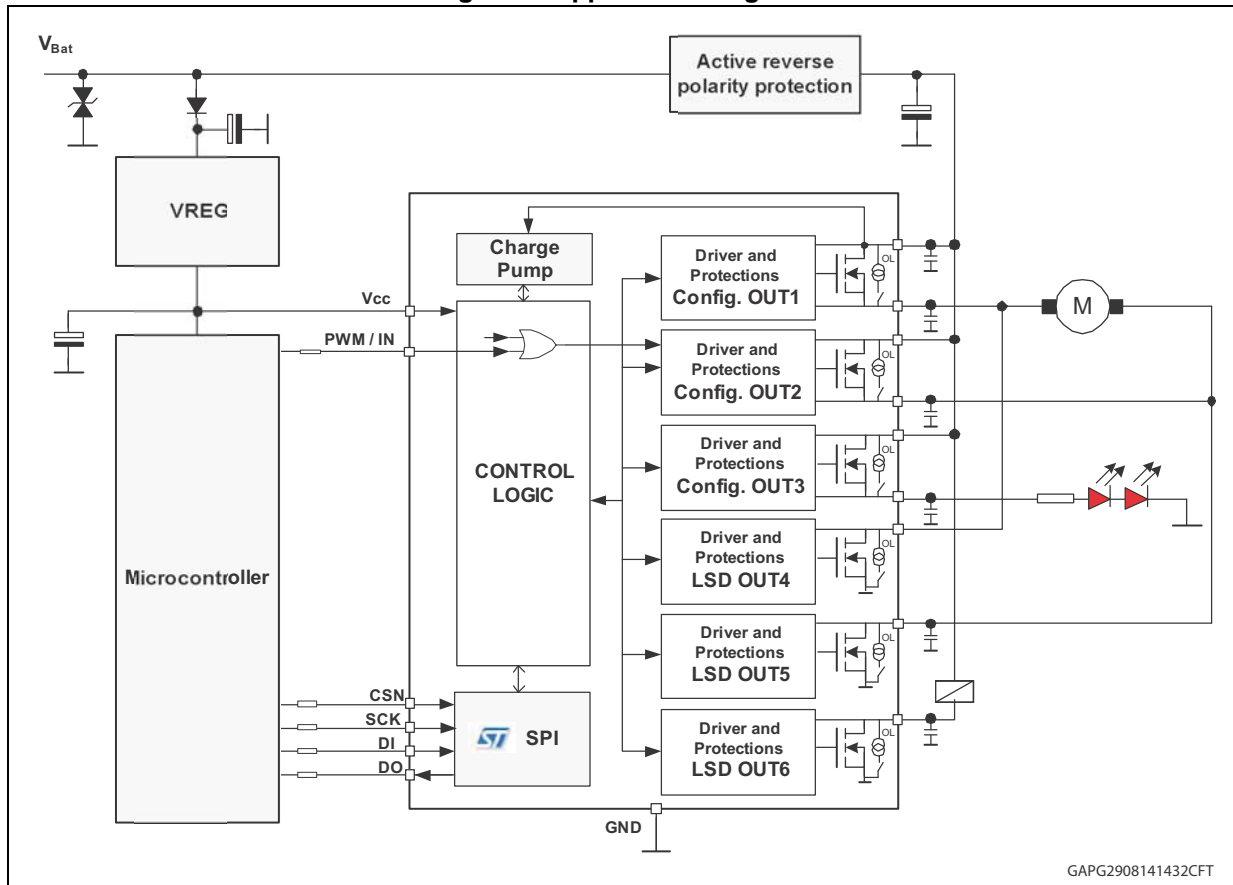 V_Bat
Active reverse
polarity protection
VREG
Charge
Pump
Driver and
Protections
Config. OUT1
OL
M
Vcc
PWM / IN
Driver and
Protections
Config. OUT2
OL
CONTROL
LOGIC
Driver and
Protections
Config. OUT3
OL
Microcontroller
Driver and
Protections
LSD OUT4
OL
Driver and
Protections
LSD OUT5
OL
CSN
SCK
DI
DO
ST SPI
Driver and
Protections
LSD OUT6
OL
GND
GAPG2908141432CFT